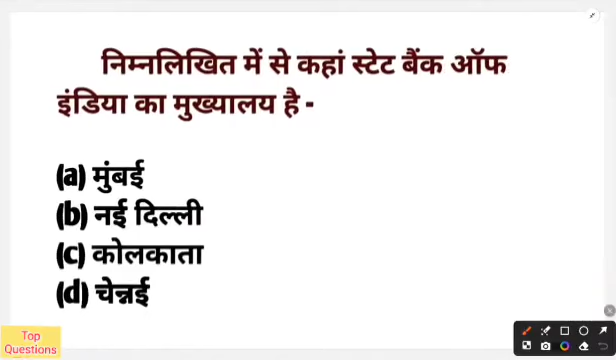 निम्नलिखित में से कहां स्टेट बैंक ऑफ
इंडिया का मुख्यालय है -
(a) मुंबई
(b) नई दिल्ली
(c) कोलकाता
(d) चेन्नई
Top
Questions